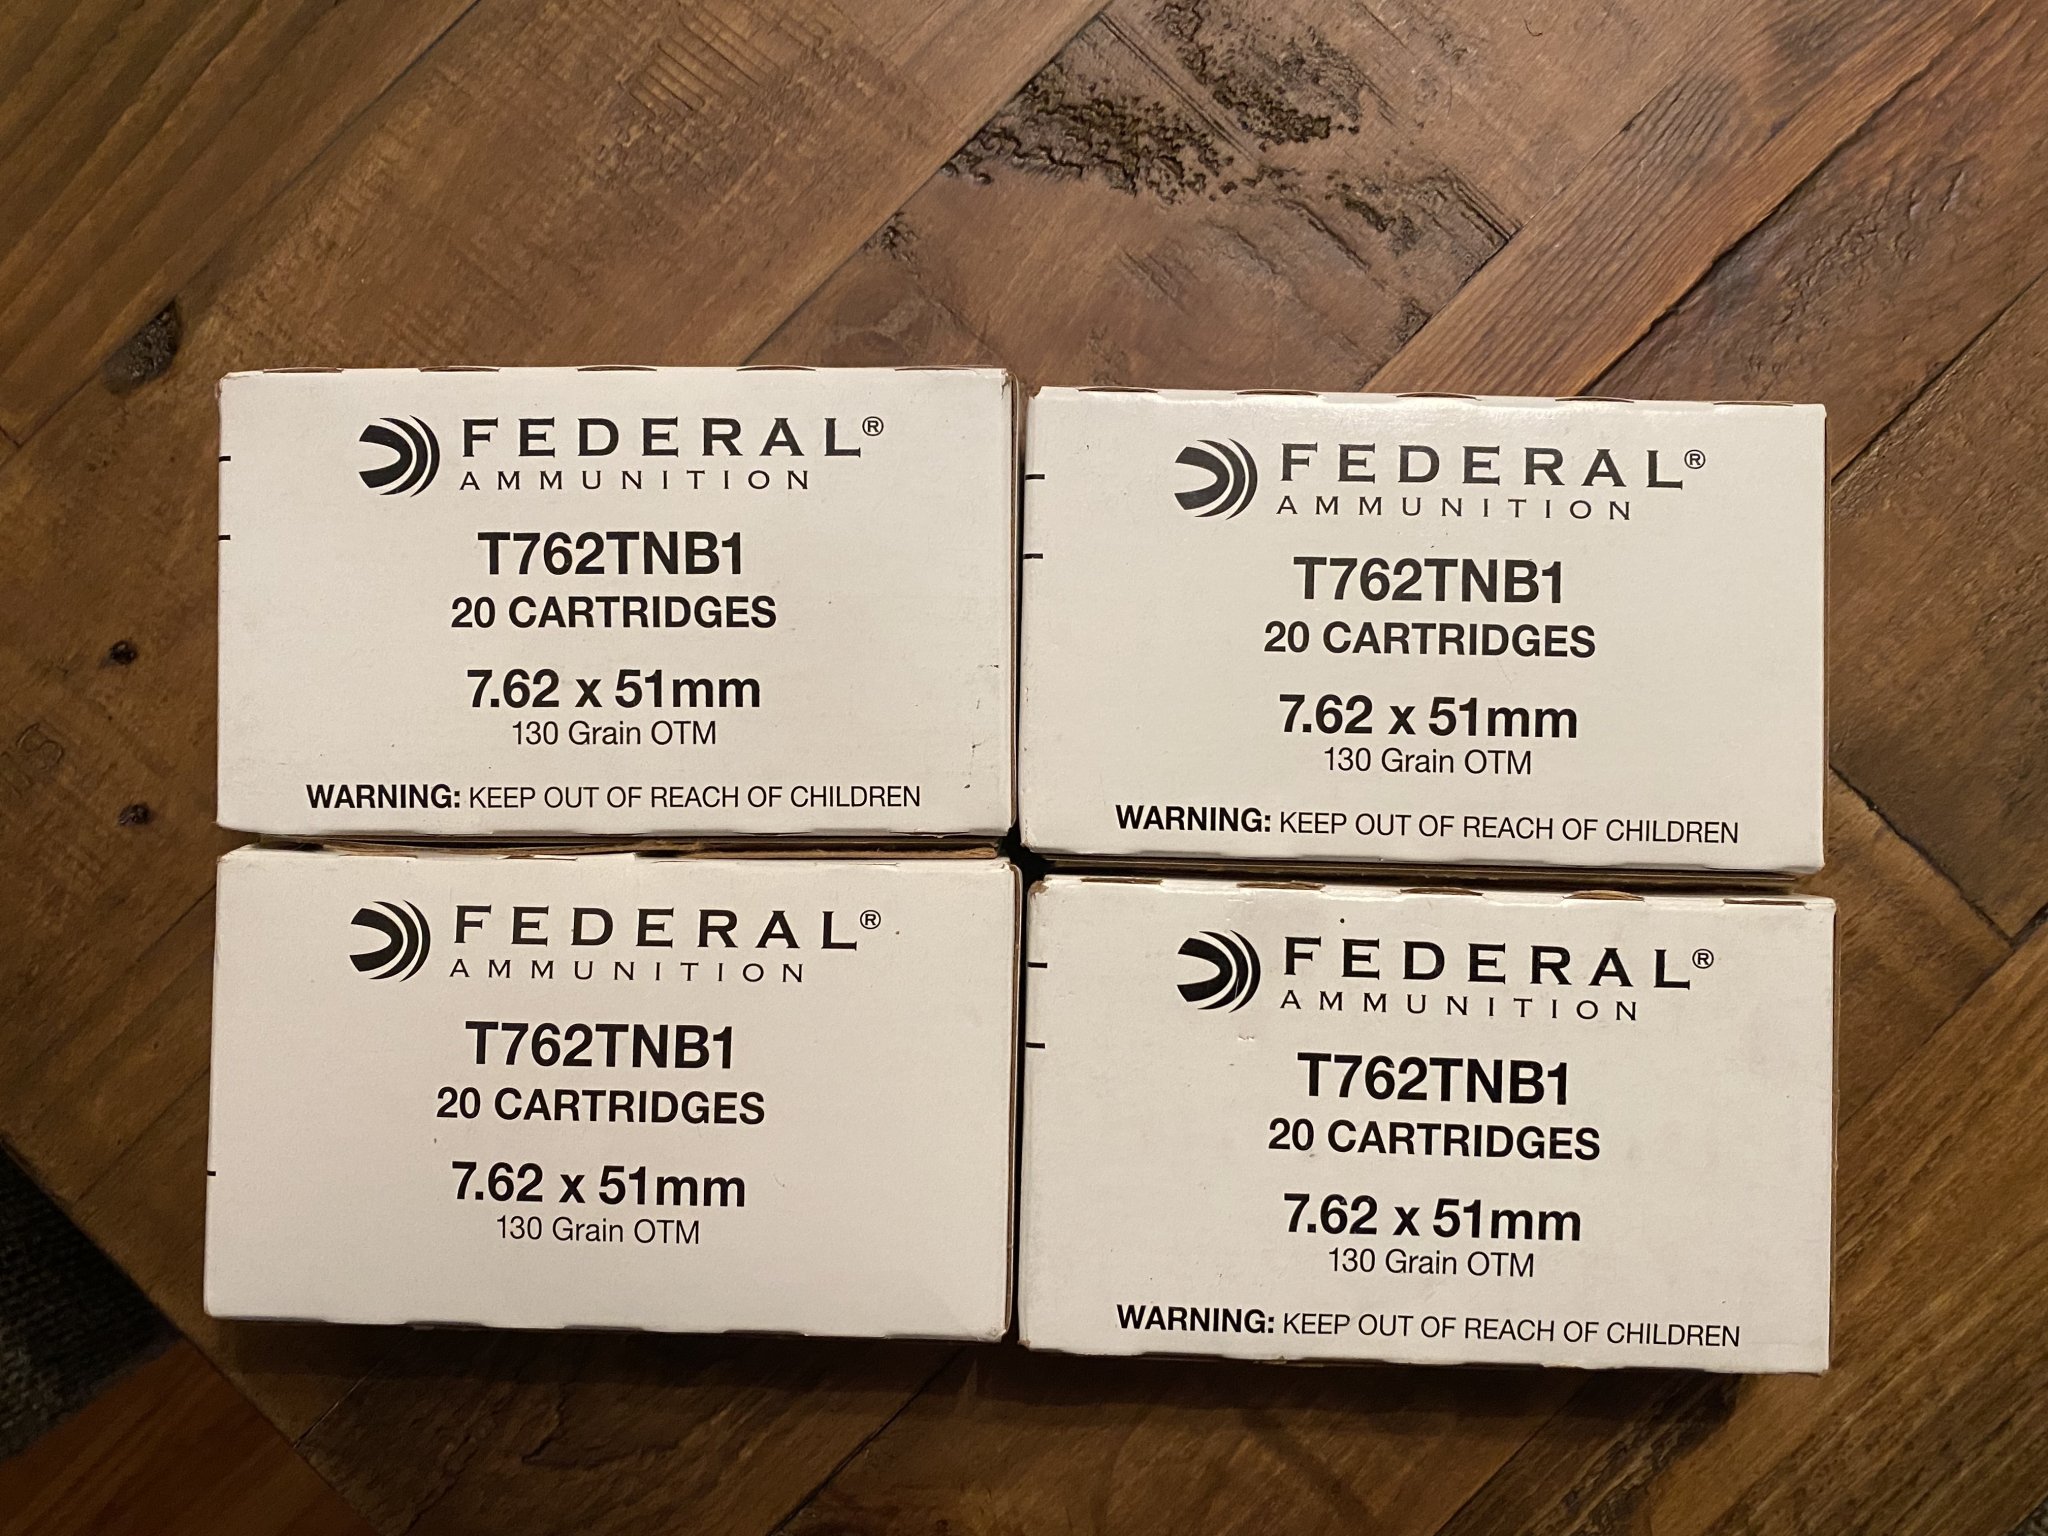 FEDERAL®
AMMUNITION
T762TNB1
20 CARTRIDGES
7.62 x 51mm
130 Grain OTM
WARNING: KEEP OUT OF REACH OF CHILDREN
FEDERAL®
AMMUNITION
T762TNB1
20 CARTRIDGES
7.62 x 51mm
130 Grain OTM
WARNING: KEEP OUT OF REACH OF CHILDREN
FEDERAL®
AMMUNITION
T762TNB1
20 CARTRIDGES
7.62 x 51mm
130 Grain OTM
FEDERAL®
AMMUNITION
T762TNB1
20 CARTRIDGES
7.62 x 51mm
130 Grain OTM
WARNING: KEEP OUT OF REACH OF CHILDREN